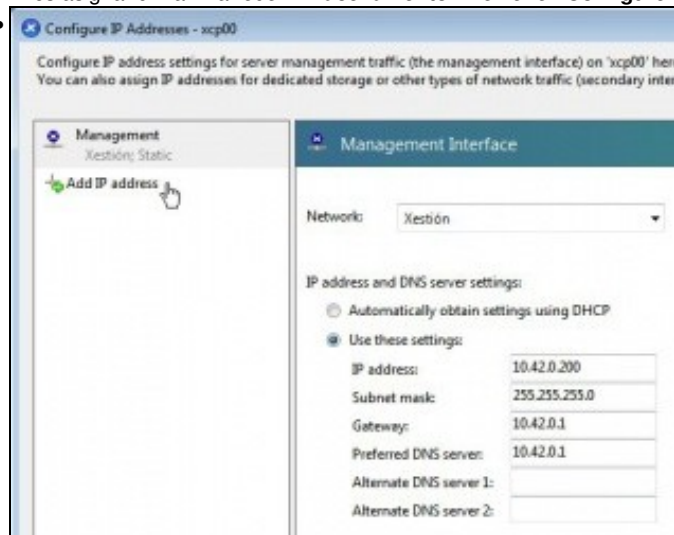 Configure IP Addresses - xcp00
Configure IP address settings for server management traffic (the management interface) on 'xcp00' her
You can also assign IP addresses for dedicated storage or other types of network traffic (secondary inter
Management
Xestión; Static
Add IP address
Management Interface
Network: Xestión
IP address and DNS server settings:
Automatically obtain settings using DHCP
Use these settings:
IP address: 10.42.0.200
Subnet mask: 255.255.255.0
Gateway: 10.42.0.1
Preferred DNS server: 10.42.0.1
Alternate DNS server 1:
Alternate DNS server 2: